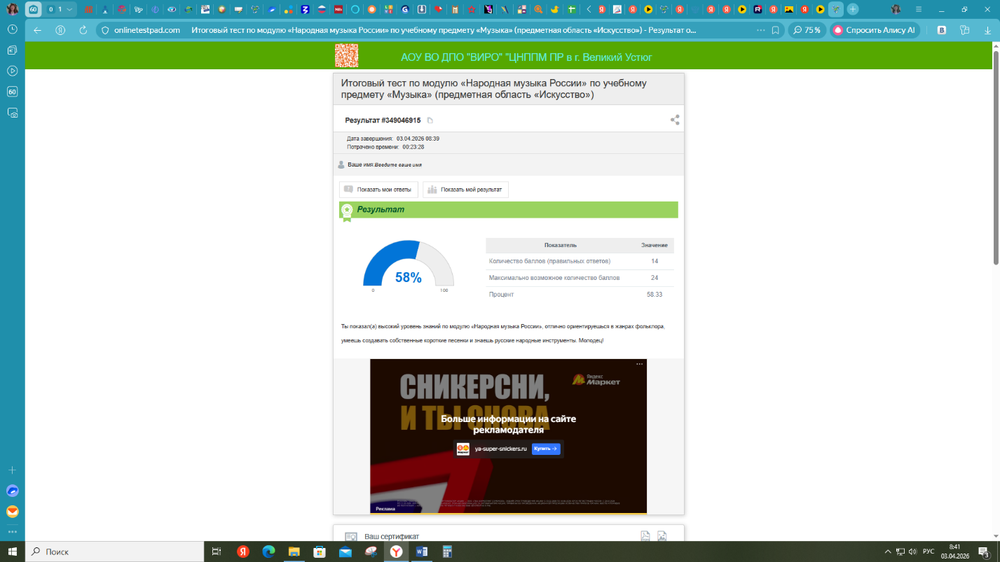 60
0 1
onlinetestpad.com
Итоговый тест по модулю «Народная музыка России» по учебному предмету «Музыка» (предметная область «Искусство») - Результат о...
75 %
Спросить Алису AI
60
АОУ ВО ДПО "ВИРО" "ЦНППМ ПР в г. Великий Устюг
Итоговый тест по модулю «Народная музыка России» по учебному
предмету «Музыка» (предметная область «Искусство»)
Результат #349046915
Дата завершения: 03.04.2026 08:39
Потрачено времени: 00:23:28
Ваше имя:Введите ваше имя
Показать мои ответы
Показать мой результат
Результат
58%
0
100
Показатель Значение
Количество баллов (правильных ответов) 14
Максимально возможное количество баллов 24
Процент 58.33
Ты показал(а) высокий уровень знаний по модулю «Народная музыка России», отлично ориентируешься в жанрах фольклора,
умеешь создавать собственные короткие песенки и знаешь русские народные инструменты. Молодец!
СНИКЕРСНИ,
И ТЫ СНОВА
Яндекс
Маркет
Больше информации на сайте
рекламодателя
ya-super-snickers.ru
Купить
Реклама
Ваш сертификат
Поиск
РУС
8:41
03.04.2026
3